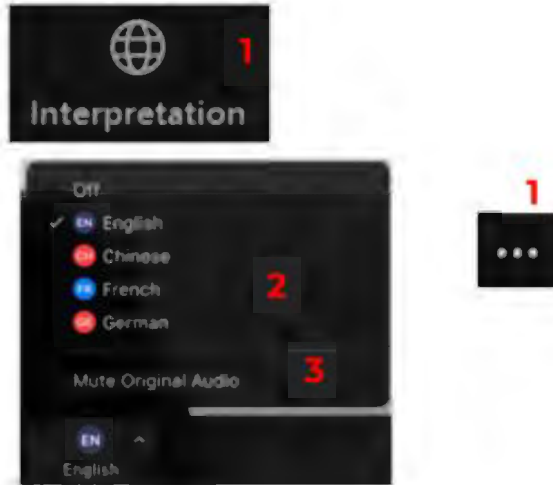 1
Interpretation
Off
EN English
CH Chinese
2
FR French
GE German
3
Mute Original Audio
EN
English
1